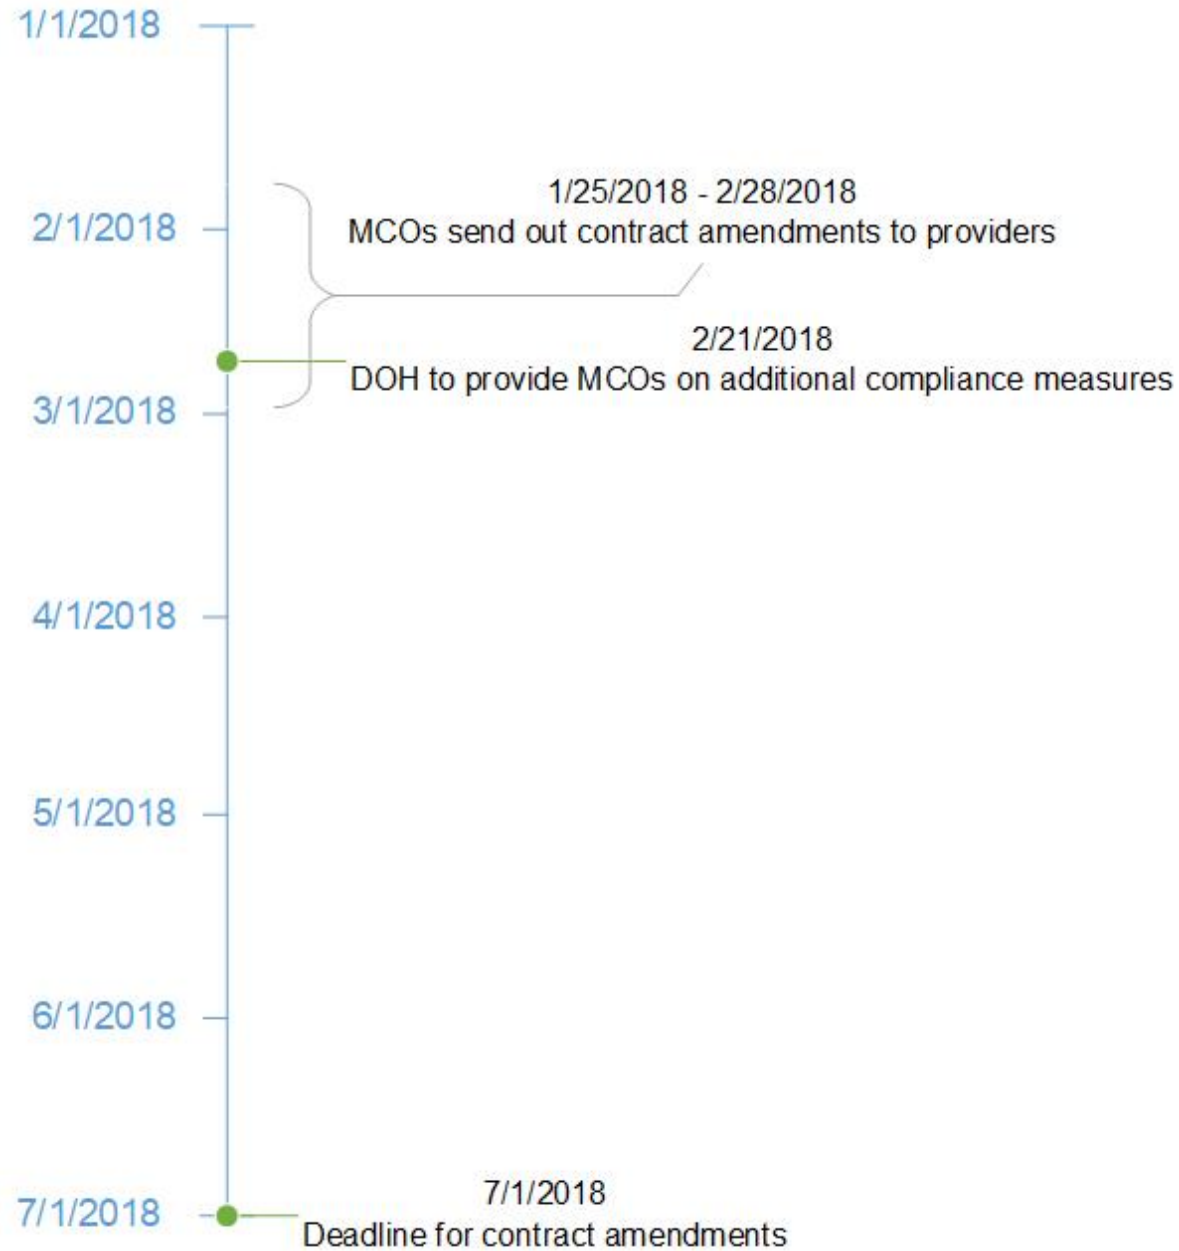 1/1/2018
1/25/2018 - 2/28/2018
2/1/2018
MCOs send out contract amendments to providers
2/21/2018
DOH to provide MCOs on additional compliance measures
3/1/2018
4/1/2018
5/1/2018
6/1/2018
7/1/2018
7/1/2018
Deadline for contract amendments